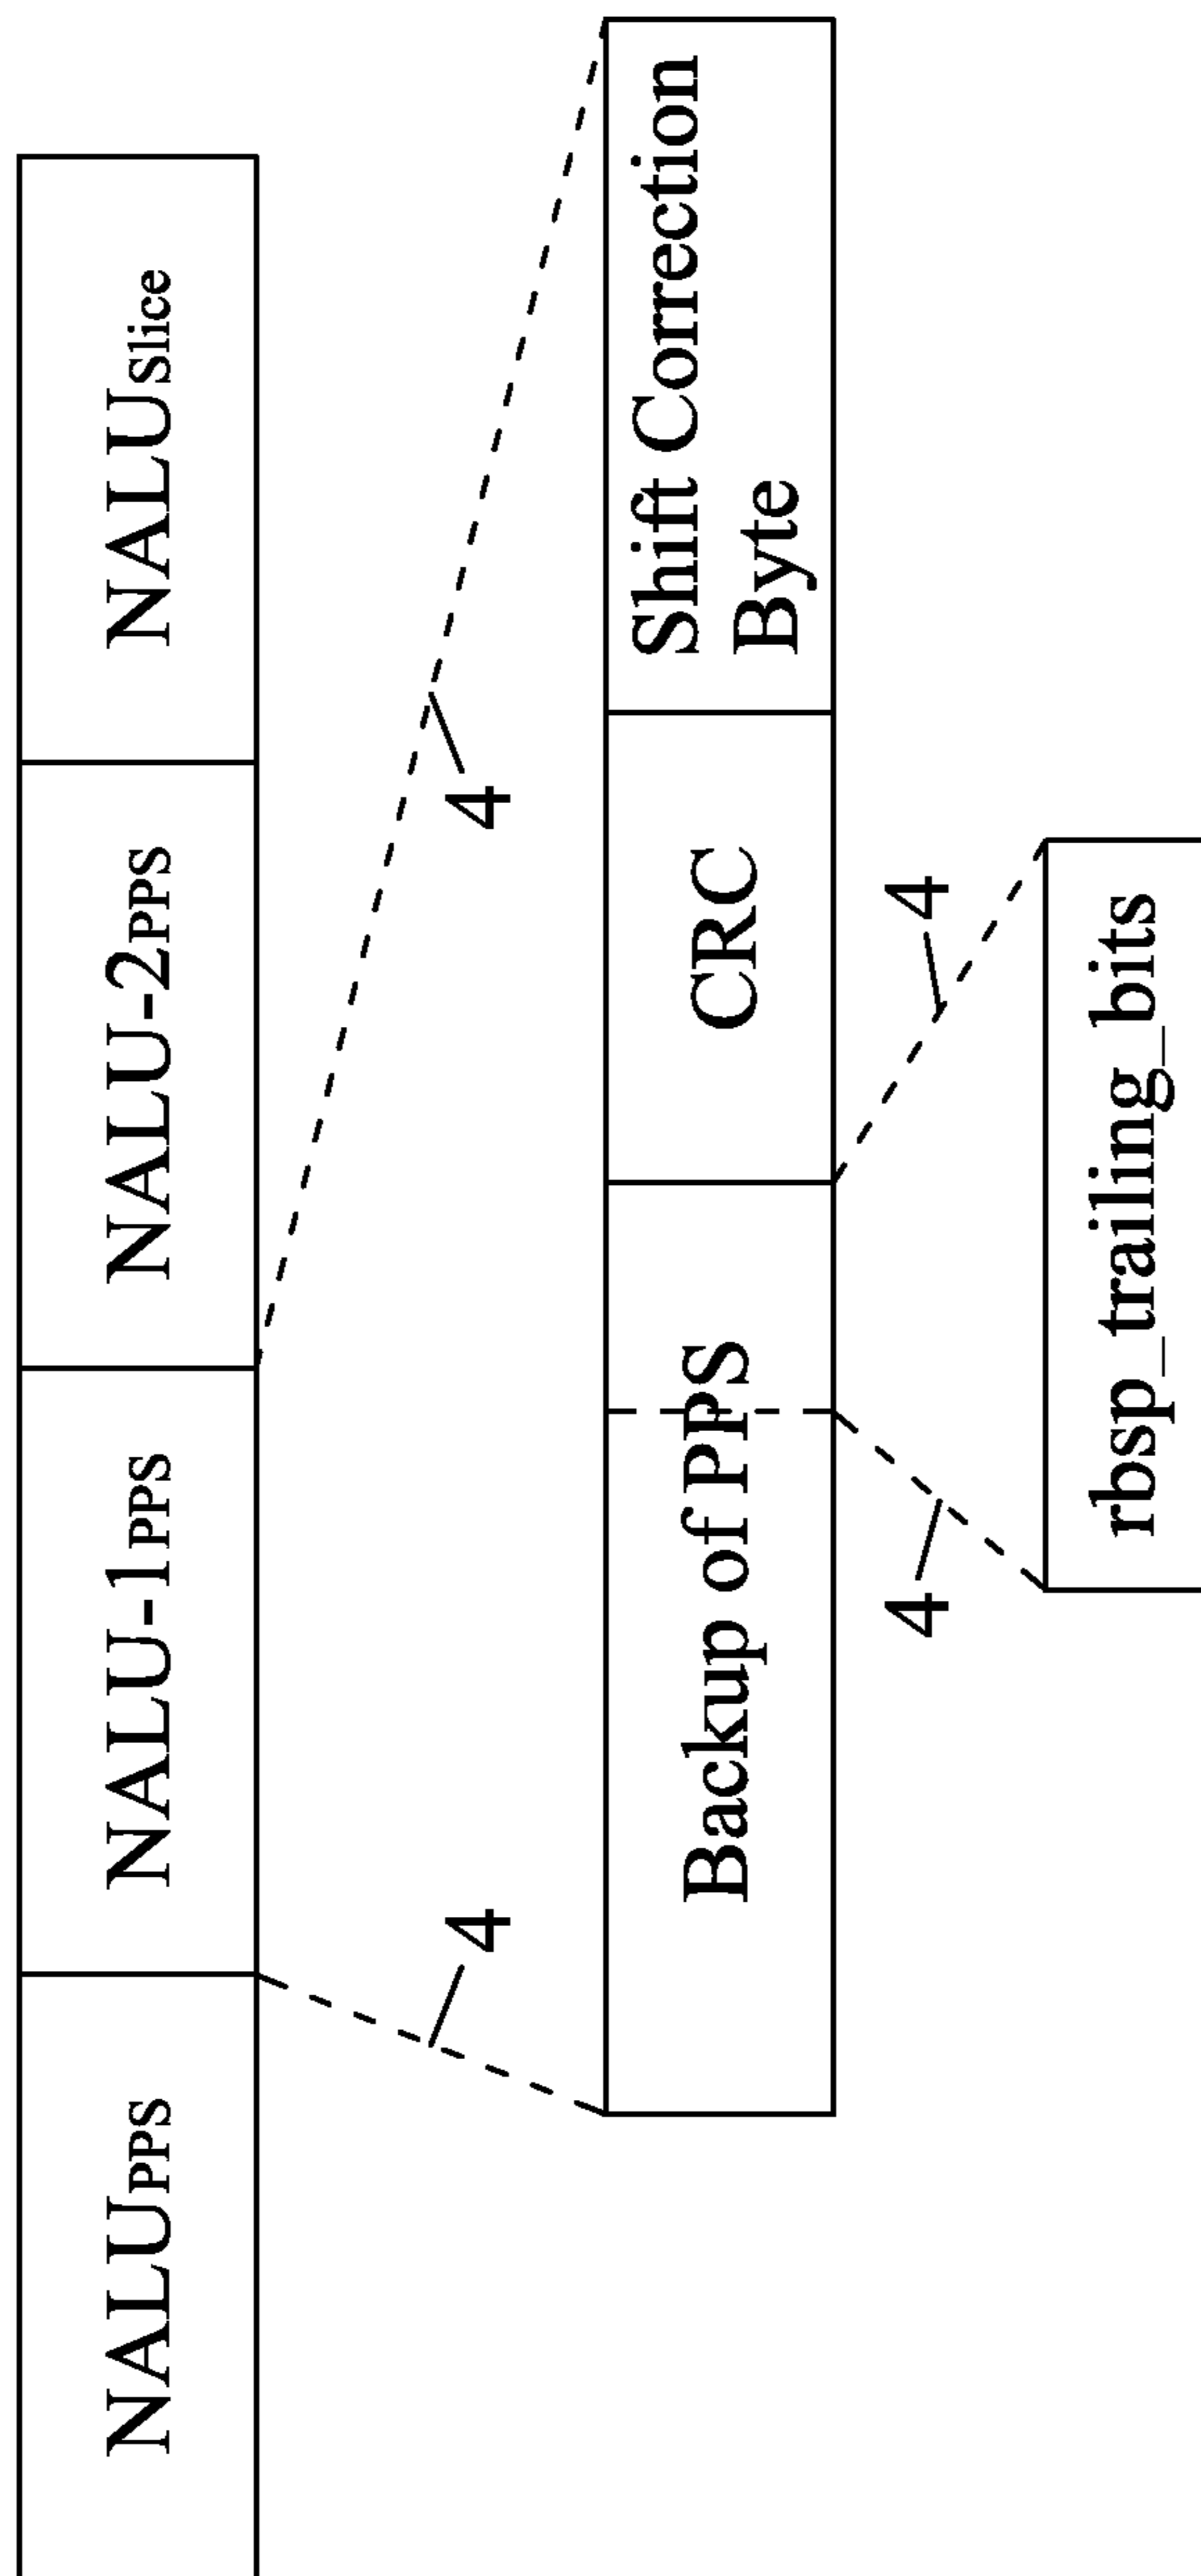 NALUPPS
NALU-1PPS
NALU-2PPS
NALUSlice
4
4
Backup of PPS
CRC
Shift Correction
Byte
4
4
rbsp_trailing_bits